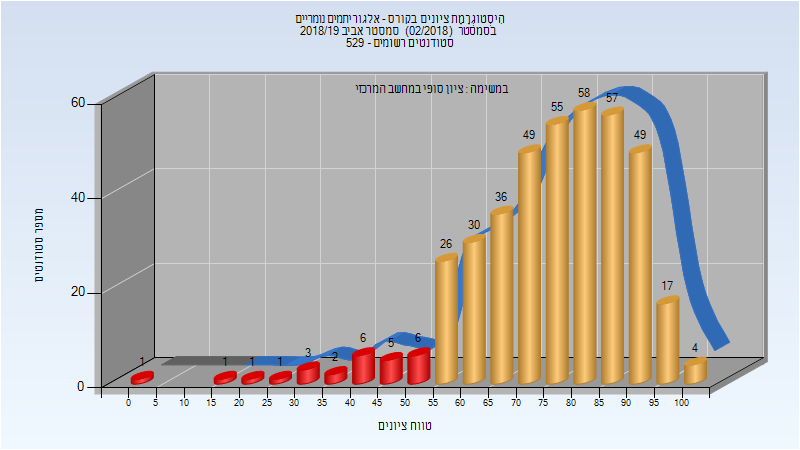 היסטוגרמת ציונים בקורס - אלגוריתמים נומריים
בסמסטר (02/2018) סמסטר אביב 2018/19
סטודנטים רשומים - 529
במשימה : ציון סופי במחשב המרכזי
מספר סטודנטים
60
40
20
0
1 1 1 1 3 2 6 5 6 26 30 36 49 55 58 57 49 17 4
0 5 10 15 20 25 30 35 40 45 50 55 60 65 70 75 80 85 90 95 100
טווח ציונים